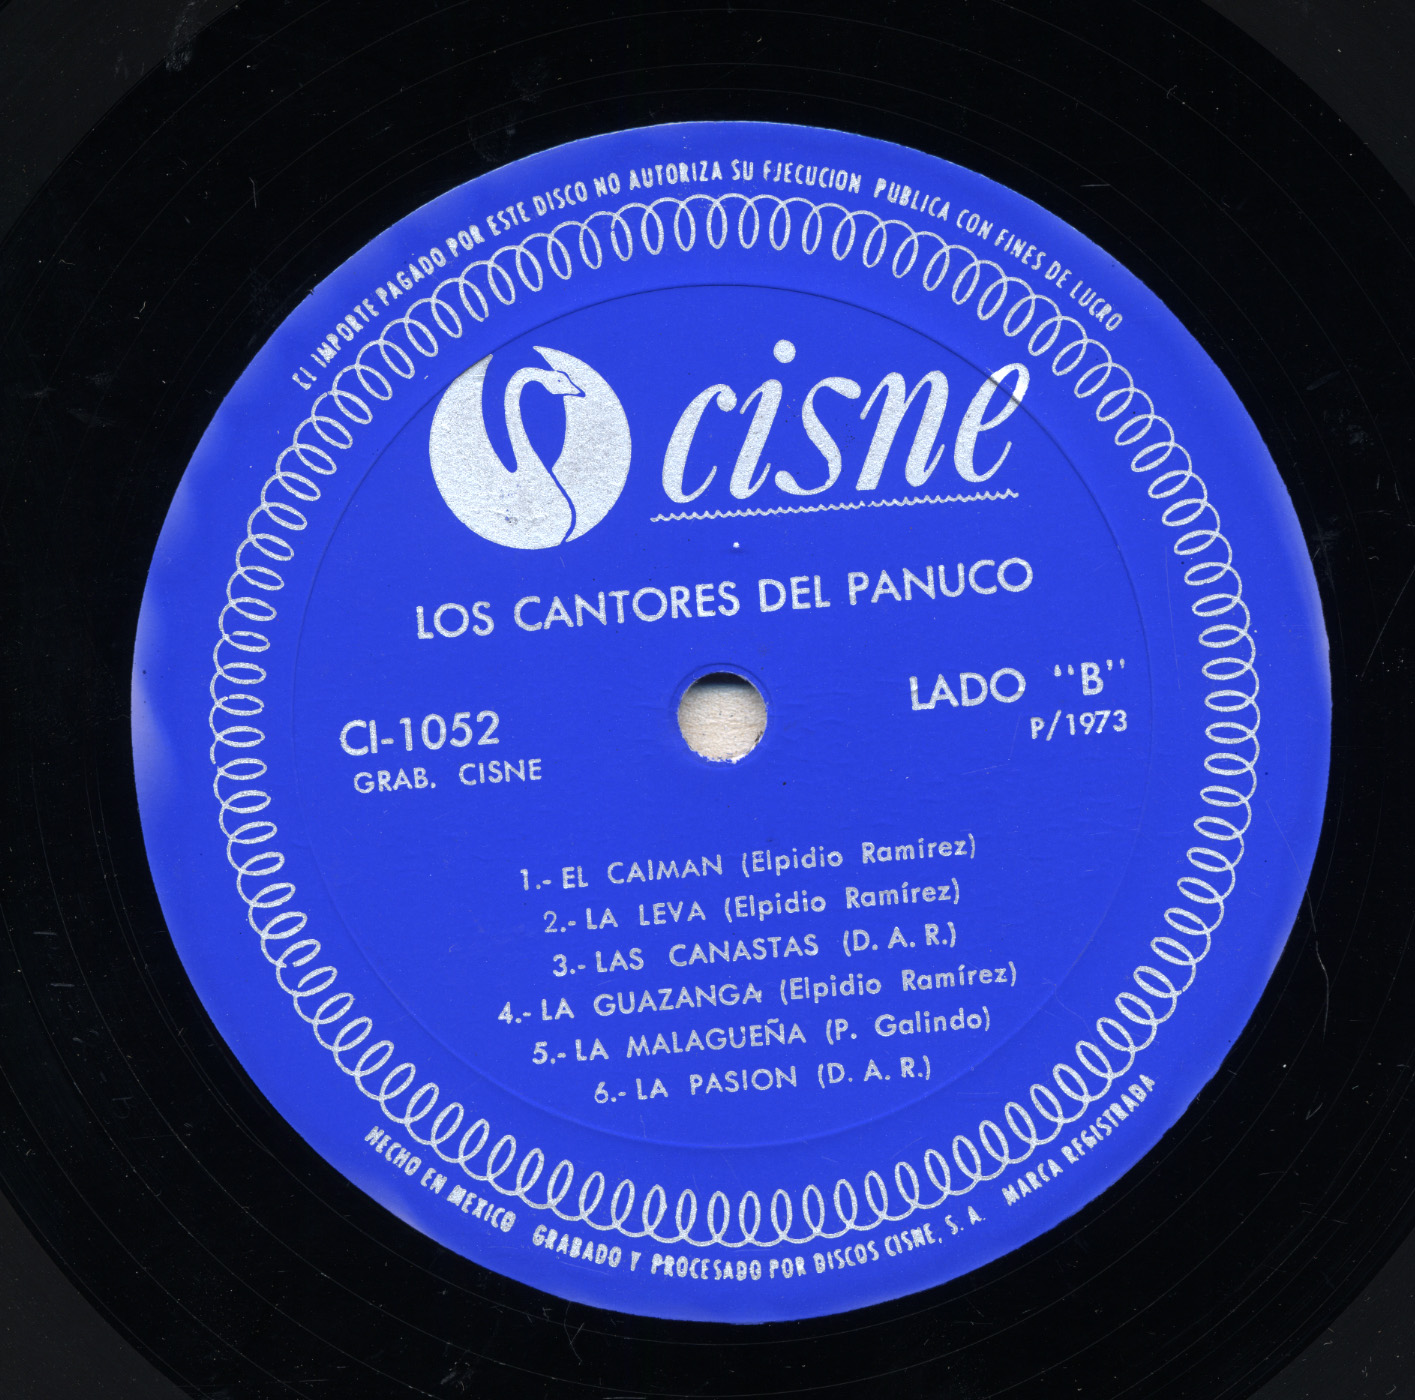 EL IMPORTE PAGADO POR ESTE DISCO NO AUTORIZA SU EJECUCION PUBLICA CON FINES DE LUCRO
cisne
LOS CANTORES DEL PANUCO
LADO "B"
P/1973
CI-1052
GRAB. CISNE
1.- EL CAIMAN (Elpidio Ramírez)
2.- LA LEVA (Elpidio Ramírez)
3.- LAS CANASTAS (D. A. R.)
4.- LA GUAZANGA (Elpidio Ramírez)
5.- LA MALAGUEÑA (P. Galindo)
6.- LA PASION (D. A. R.)
HECHO EN MEXICO GRABADO Y PROCESADO POR DISCOS CISNE, S. A. MARCA REGISTRADA